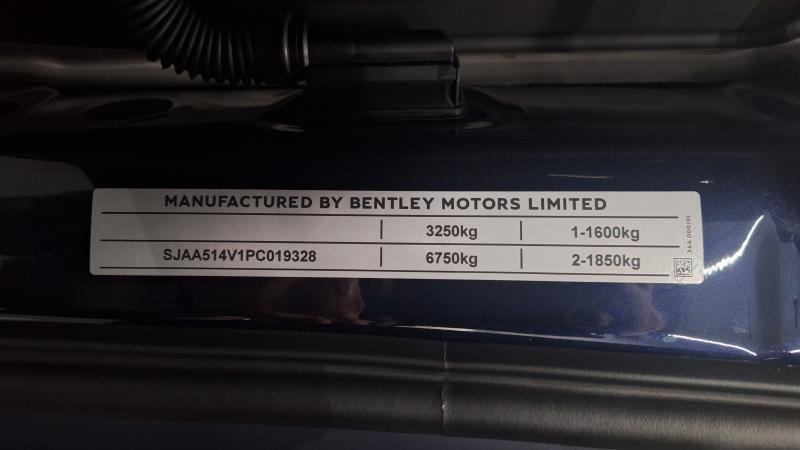 MANUFACTURED BY BENTLEY MOTORS LIMITED
3250kg 1-1600kg
SJAA514V1PC019328 6750kg 2-1850kg